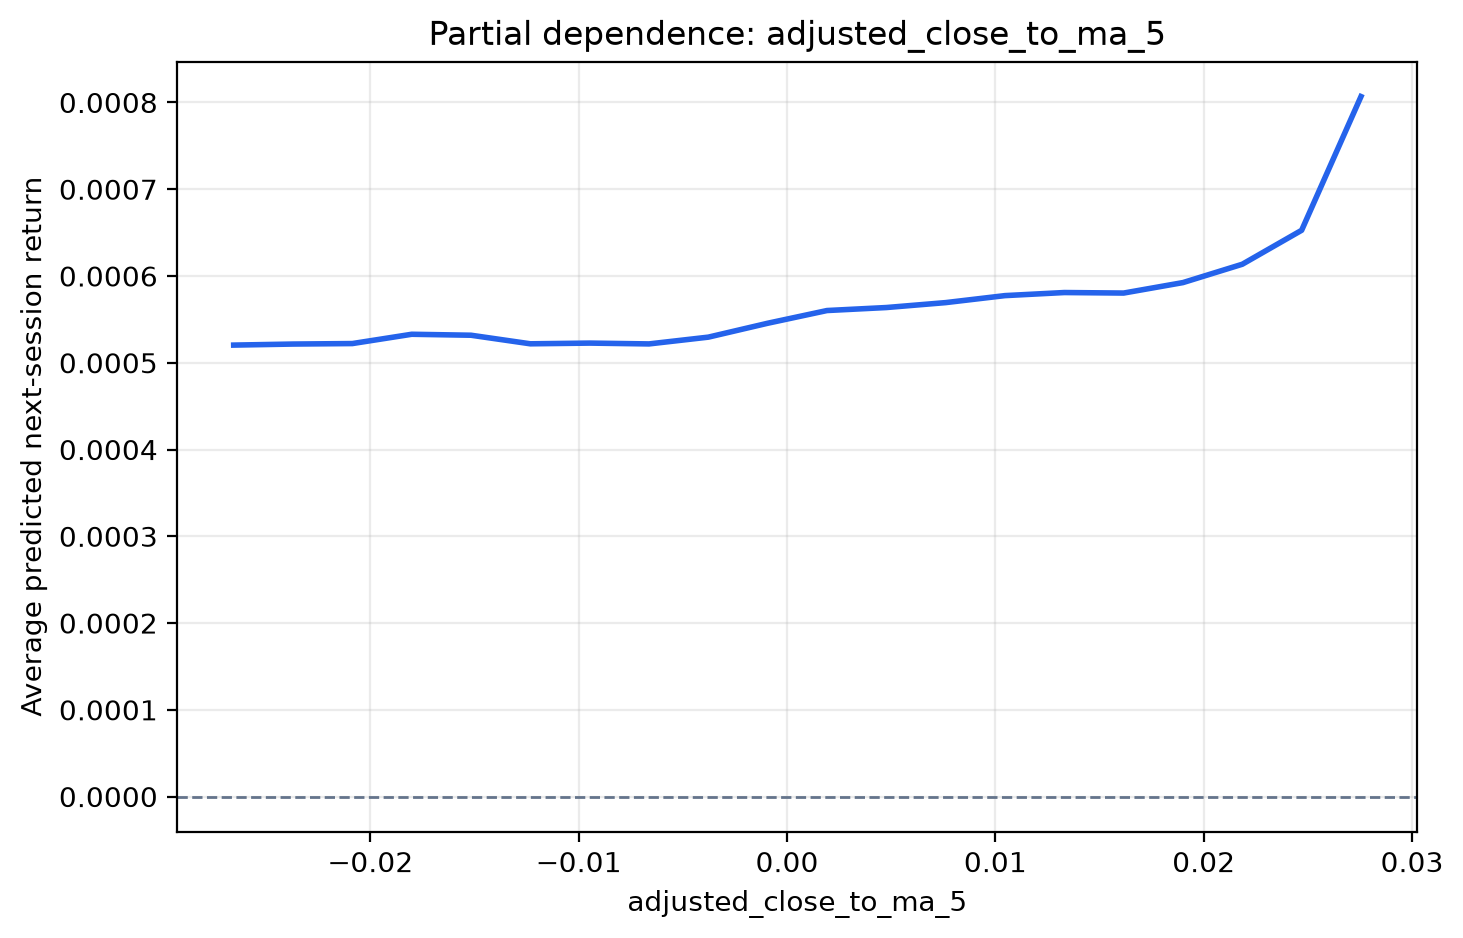 Partial dependence: adjusted_close_to_ma_5
Average predicted next-session return
0.0008
0.0007
0.0006
0.0005
0.0004
0.0003
0.0002
0.0001
0.0000
−0.02 −0.01 0.00 0.01 0.02 0.03
adjusted_close_to_ma_5